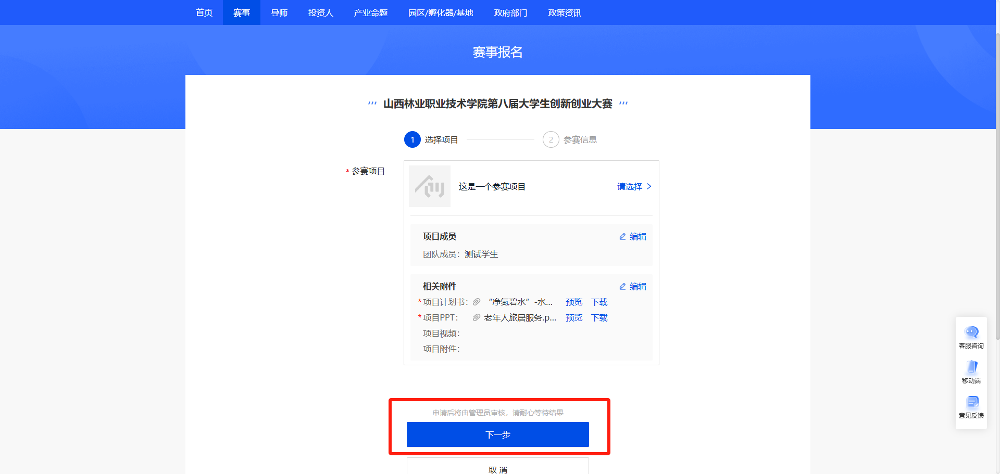 首页 赛事 导师 投资人 产业命题 园区/孵化器/基地 政府部门 政策资讯
赛事报名
山西林业职业技术学院第八届大学生创新创业大赛
1 选择项目 2 参赛信息
* 参赛项目
这是一个参赛项目 请选择 >
项目成员 编辑
团队成员：测试学生
相关附件 编辑
*项目计划书： “净氮碧水”-水... 预览 下载
*项目PPT： 老年人旅居服务.p... 预览 下载
项目视频：
项目附件：
申请后将由管理员审核，请耐心等待结果
下一步
取 消
客服咨询
移动端
意见反馈